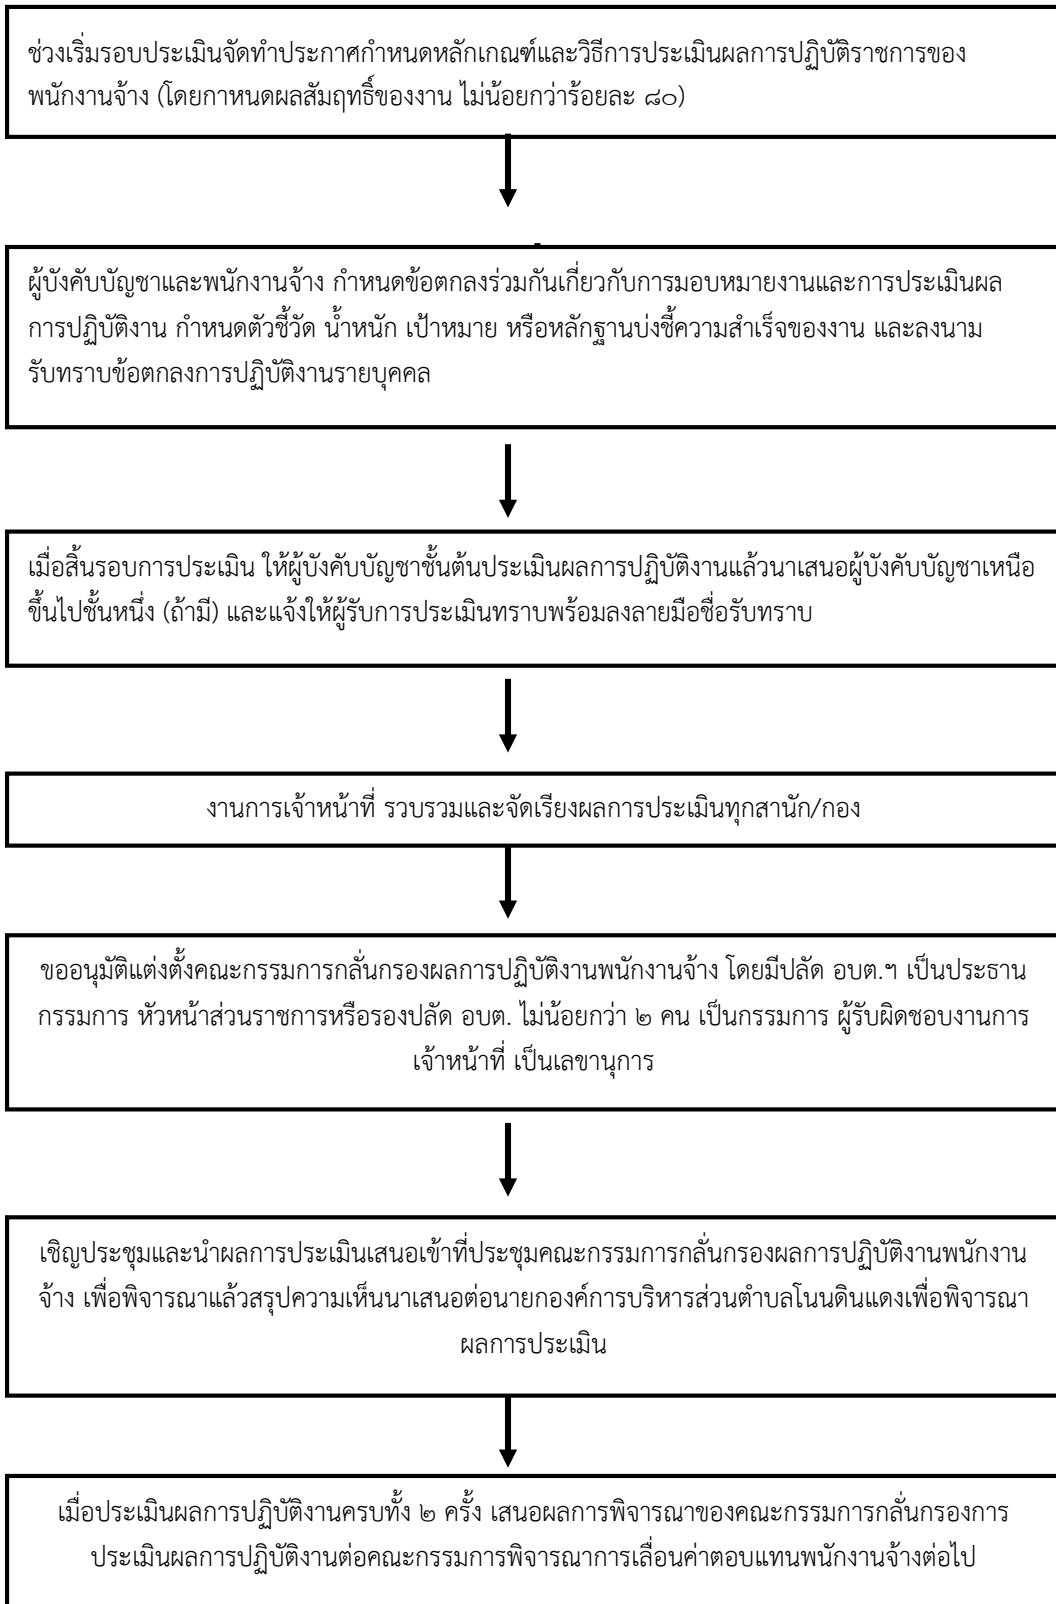 ช่วงเริ่มรอบประเมินจัดทำประกาศกำหนดหลักเกณฑ์และวิธีการประเมินผลการปฏิบัติราชการของ
พนักงานจ้าง (โดยกาหนดผลสัมฤทธิ์ของงาน ไม่น้อยกว่าร้อยละ ๘๐)
ผู้บังคับบัญชาและพนักงานจ้าง กำหนดข้อตกลงร่วมกันเกี่ยวกับการมอบหมายงานและการประเมินผล
การปฏิบัติงาน กำหนดตัวชี้วัด น้ำหนัก เป้าหมาย หรือหลักฐานบ่งชี้ความสำเร็จของงาน และลงนาม
รับทราบข้อตกลงการปฏิบัติงานรายบุคคล
เมื่อสิ้นรอบการประเมิน ให้ผู้บังคับบัญชาชั้นต้นประเมินผลการปฏิบัติงานแล้วนาเสนอผู้บังคับบัญชาเหนือ
ขึ้นไปชั้นหนึ่ง (ถ้ามี) และแจ้งให้ผู้รับการประเมินทราบพร้อมลงลายมือชื่อรับทราบ
งานการเจ้าหน้าที่ รวบรวมและจัดเรียงผลการประเมินทุกสานัก/กอง
ขออนุมัติแต่งตั้งคณะกรรมการกลั่นกรองผลการปฏิบัติงานพนักงานจ้าง โดยมีปลัด อบต.ฯ เป็นประธาน
กรรมการ หัวหน้าส่วนราชการหรือรองปลัด อบต. ไม่น้อยกว่า ๒ คน เป็นกรรมการ ผู้รับผิดชอบงานการ
เจ้าหน้าที่ เป็นเลขานุการ
เชิญประชุมและนำผลการประเมินเสนอเข้าที่ประชุมคณะกรรมการกลั่นกรองผลการปฏิบัติงานพนักงาน
จ้าง เพื่อพิจารณาแล้วสรุปความเห็นนาเสนอต่อนายกองค์การบริหารส่วนตำบลโนนดินแดงเพื่อพิจารณา
ผลการประเมิน
เมื่อประเมินผลการปฏิบัติงานครบทั้ง ๒ ครั้ง เสนอผลการพิจารณาของคณะกรรมการกลั่นกรองการ
ประเมินผลการปฏิบัติงานต่อคณะกรรมการพิจารณาการเลื่อนค่าตอบแทนพนักงานจ้างต่อไป